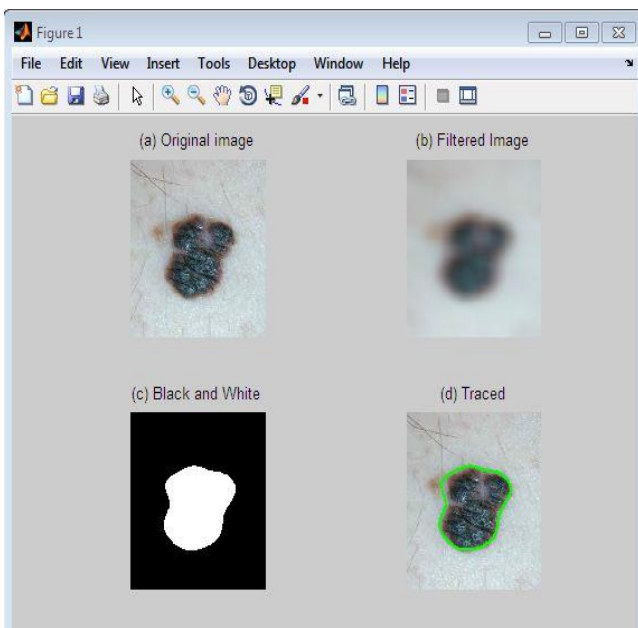 Figure 1
File Edit View Insert Tools Desktop Window Help
(a) Original image
(b) Filtered Image
(c) Black and White
(d) Traced